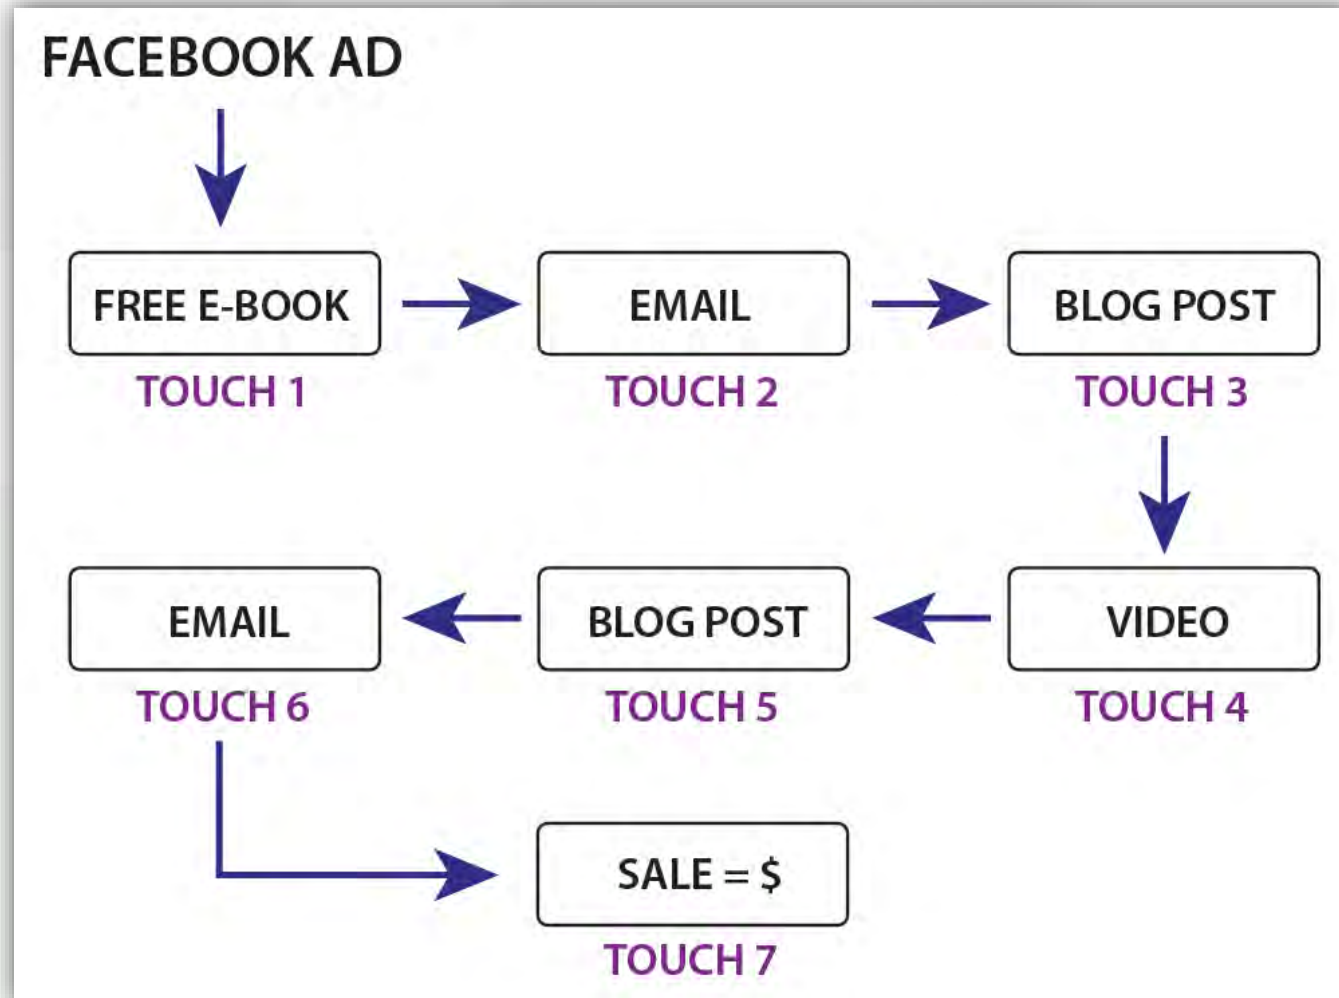 FACEBOOK AD
FREE E-BOOK
TOUCH 1
EMAIL
TOUCH 2
BLOG POST
TOUCH 3
VIDEO
TOUCH 4
BLOG POST
TOUCH 5
EMAIL
TOUCH 6
SALE = $
TOUCH 7